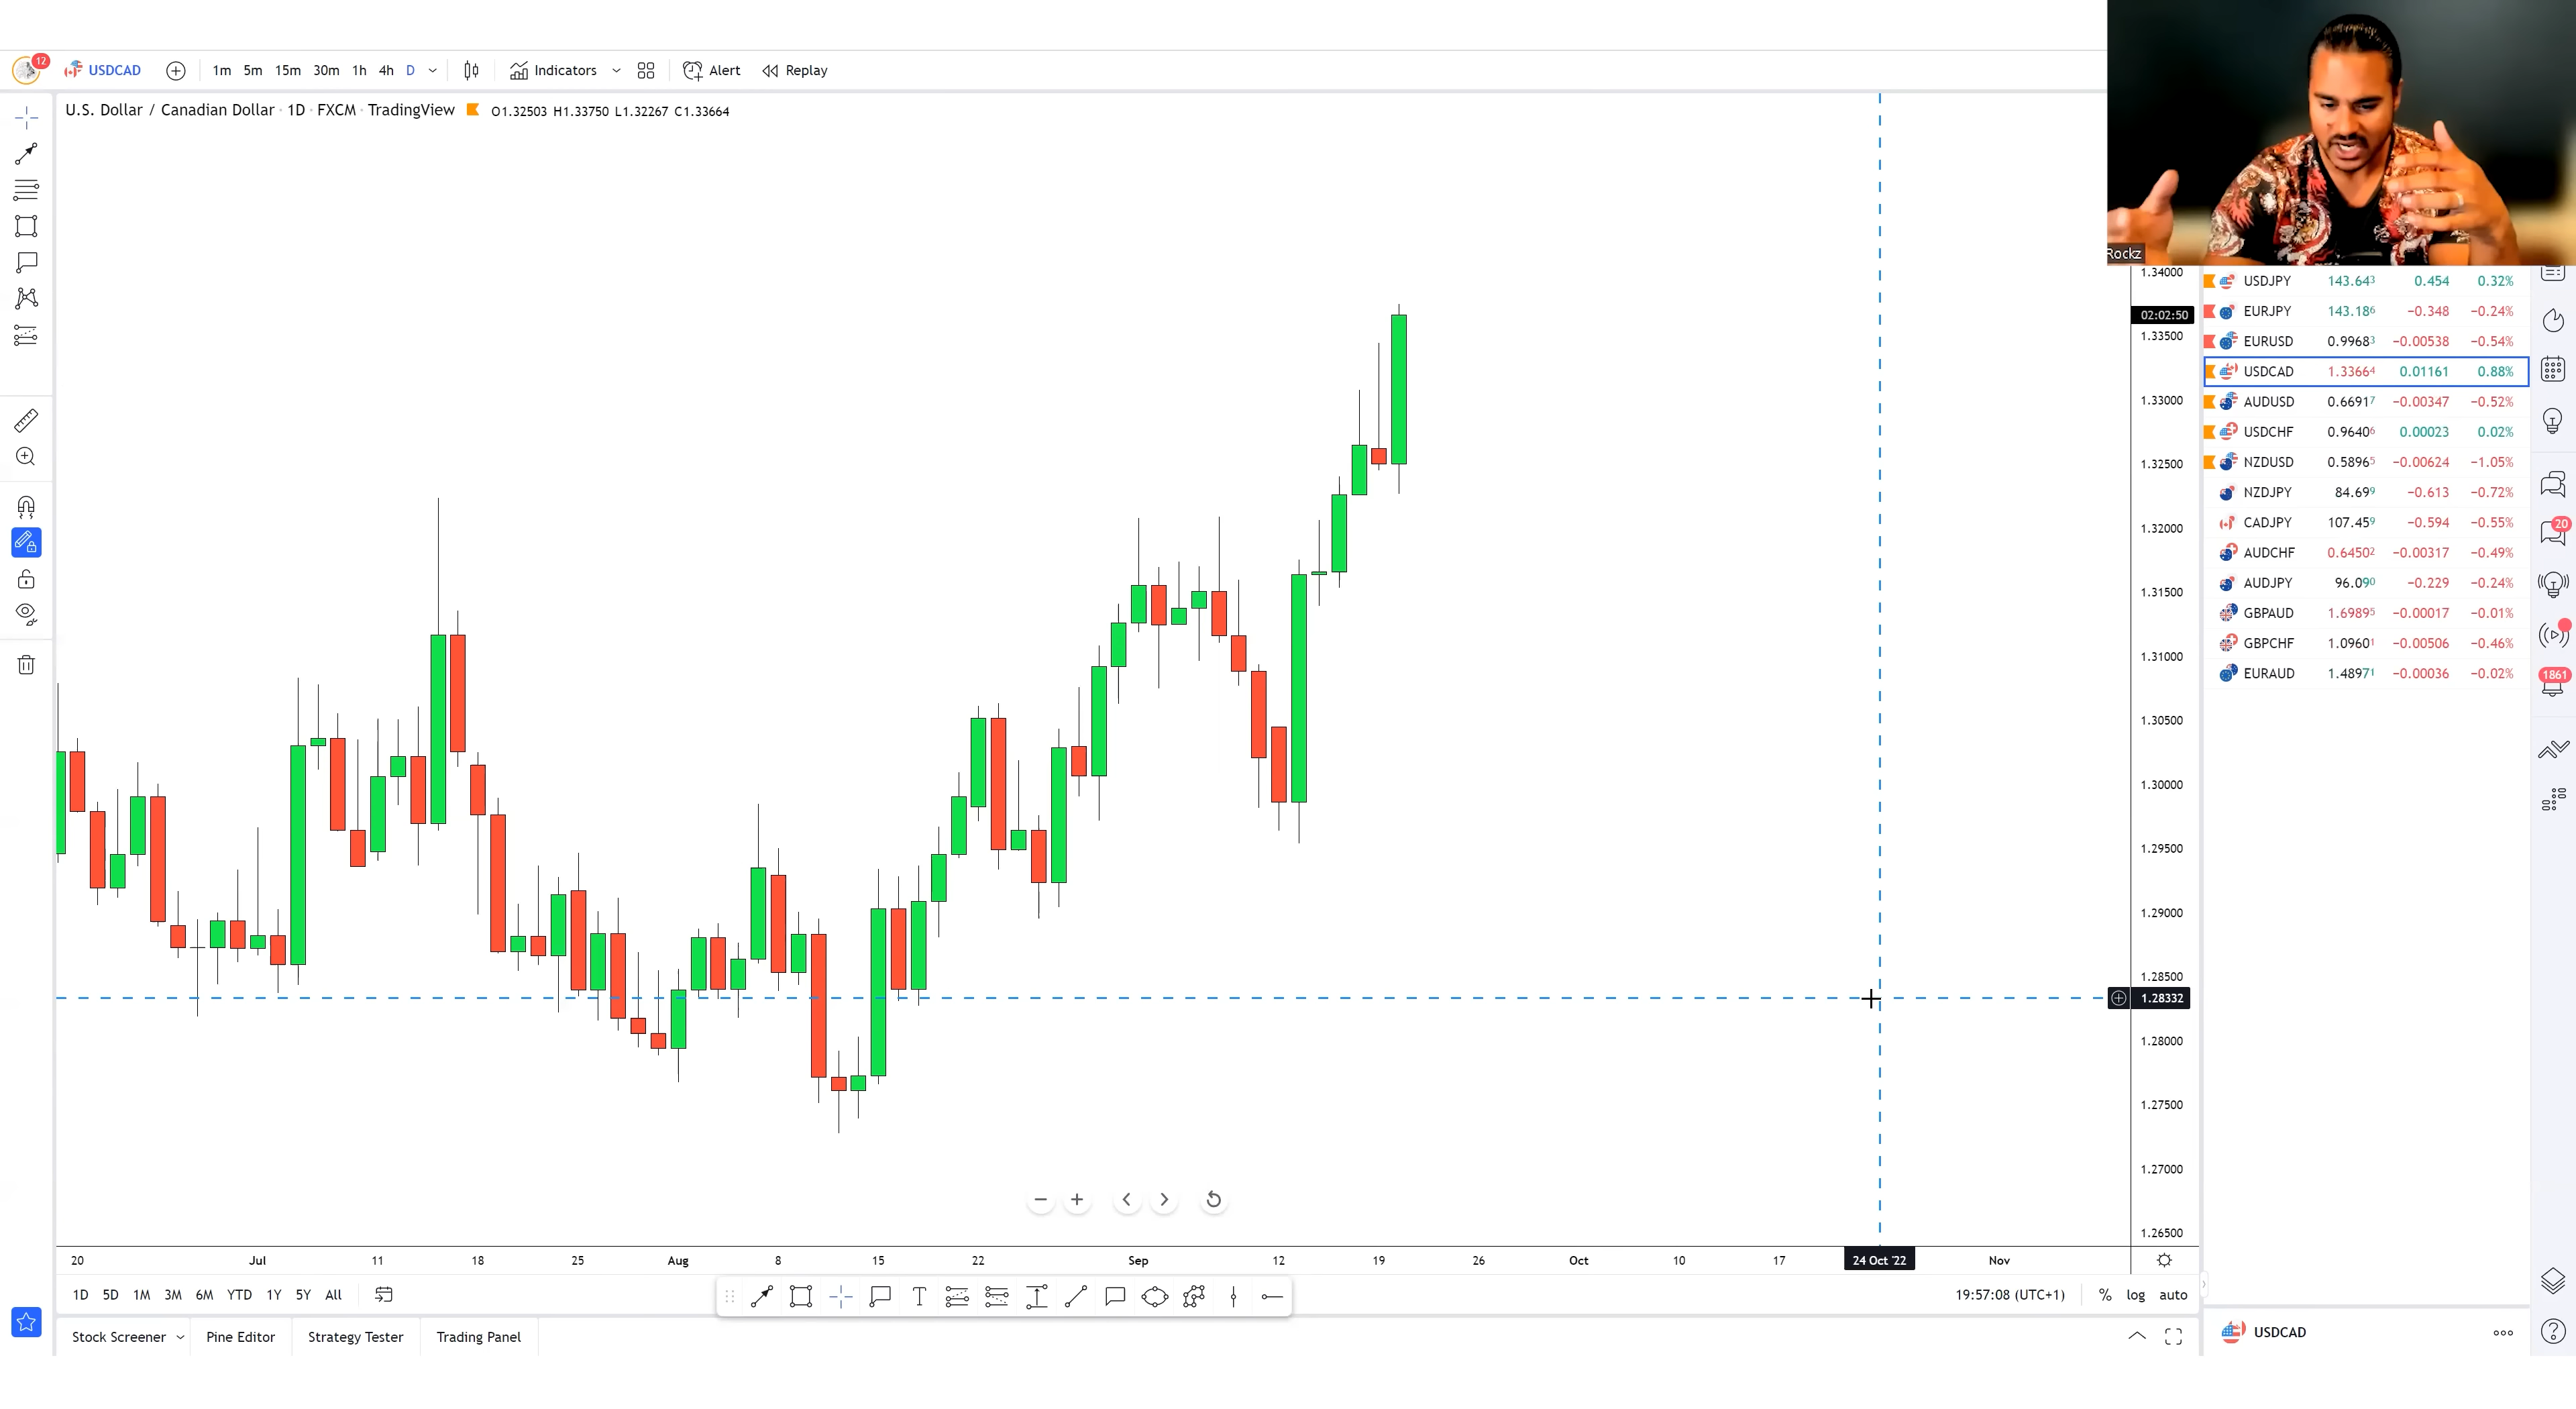 12 USDCAD 1m 5m 15m 30m 1h 4h D Indicators Alert Replay
U.S. Dollar / Canadian Dollar · 1D · FXCM · TradingView O1.32503 H1.33750 L1.32267 C1.33664
Rockz
1.34000
02:02:50
1.33500
1.33000
1.32500
1.32000
1.31500
1.31000
1.30500
1.30000
1.29500
1.29000
1.28500
1.28332
1.28000
1.27500
1.27000
1.26500
USDJPY 143.643 0.454 0.32%
EURJPY 143.186 −0.348 −0.24%
EURUSD 0.99683 −0.00538 −0.54%
USDCAD 1.33664 0.01161 0.88%
AUDUSD 0.66917 −0.00347 −0.52%
USDCHF 0.96406 0.00023 0.02%
NZDUSD 0.58965 −0.00624 −1.05%
NZDJPY 84.699 −0.613 −0.72%
CADJPY 107.459 −0.594 −0.55%
AUDCHF 0.64502 −0.00317 −0.49%
AUDJPY 96.090 −0.229 −0.24%
GBPAUD 1.69895 −0.00017 −0.01%
GBPCHF 1.09601 −0.00506 −0.46%
EURAUD 1.48971 −0.00036 −0.02%
20
1861
20 Jul 11 18 25 Aug 8 15 22 Sep 12 19 26 Oct 10 17 24 Oct '22 Nov
1D 5D 1M 3M 6M YTD 1Y 5Y All T 19:57:08 (UTC+1) % log auto
Stock Screener Pine Editor Strategy Tester Trading Panel
USDCAD